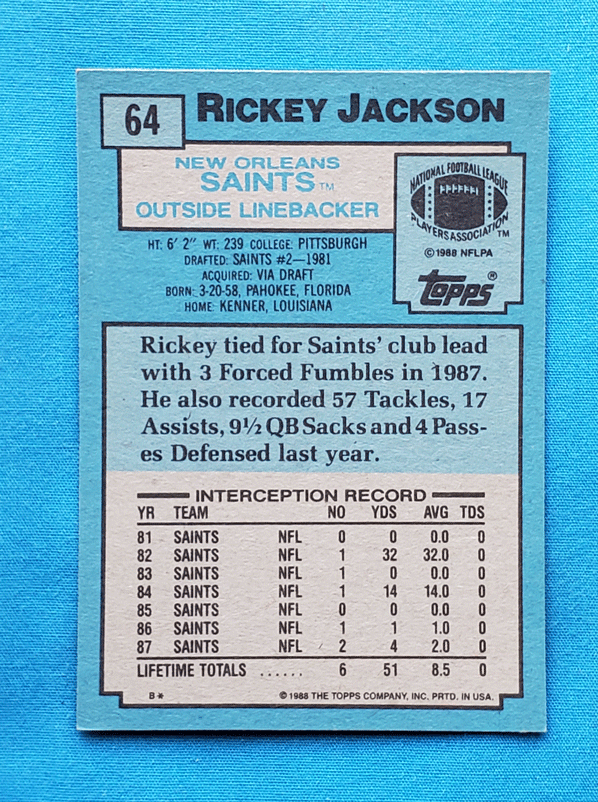 64
RICKEY JACKSON
NEW ORLEANS
SAINTS TM
OUTSIDE LINEBACKER
NATIONAL FOOTBALL LEAGUE
PLAYERS ASSOCIATION TM
© 1988 NFLPA
TOPPS ®
HT: 6' 2" WT: 239 COLLEGE: PITTSBURGH
DRAFTED: SAINTS #2—1981
ACQUIRED: VIA DRAFT
BORN: 3-20-58, PAHOKEE, FLORIDA
HOME: KENNER, LOUISIANA
Rickey tied for Saints' club lead
with 3 Forced Fumbles in 1987.
He also recorded 57 Tackles, 17
Assists, 9½ QB Sacks and 4 Pass-
es Defensed last year.
INTERCEPTION RECORD
YR TEAM NO YDS AVG TDS
81 SAINTS NFL 0 0 0.0 0
82 SAINTS NFL 1 32 32.0 0
83 SAINTS NFL 1 0 0.0 0
84 SAINTS NFL 1 14 14.0 0
85 SAINTS NFL 0 0 0.0 0
86 SAINTS NFL 1 1 1.0 0
87 SAINTS NFL 2 4 2.0 0
LIFETIME TOTALS ...... 6 51 8.5 0
B* © 1988 THE TOPPS COMPANY, INC. PRTD. IN USA.